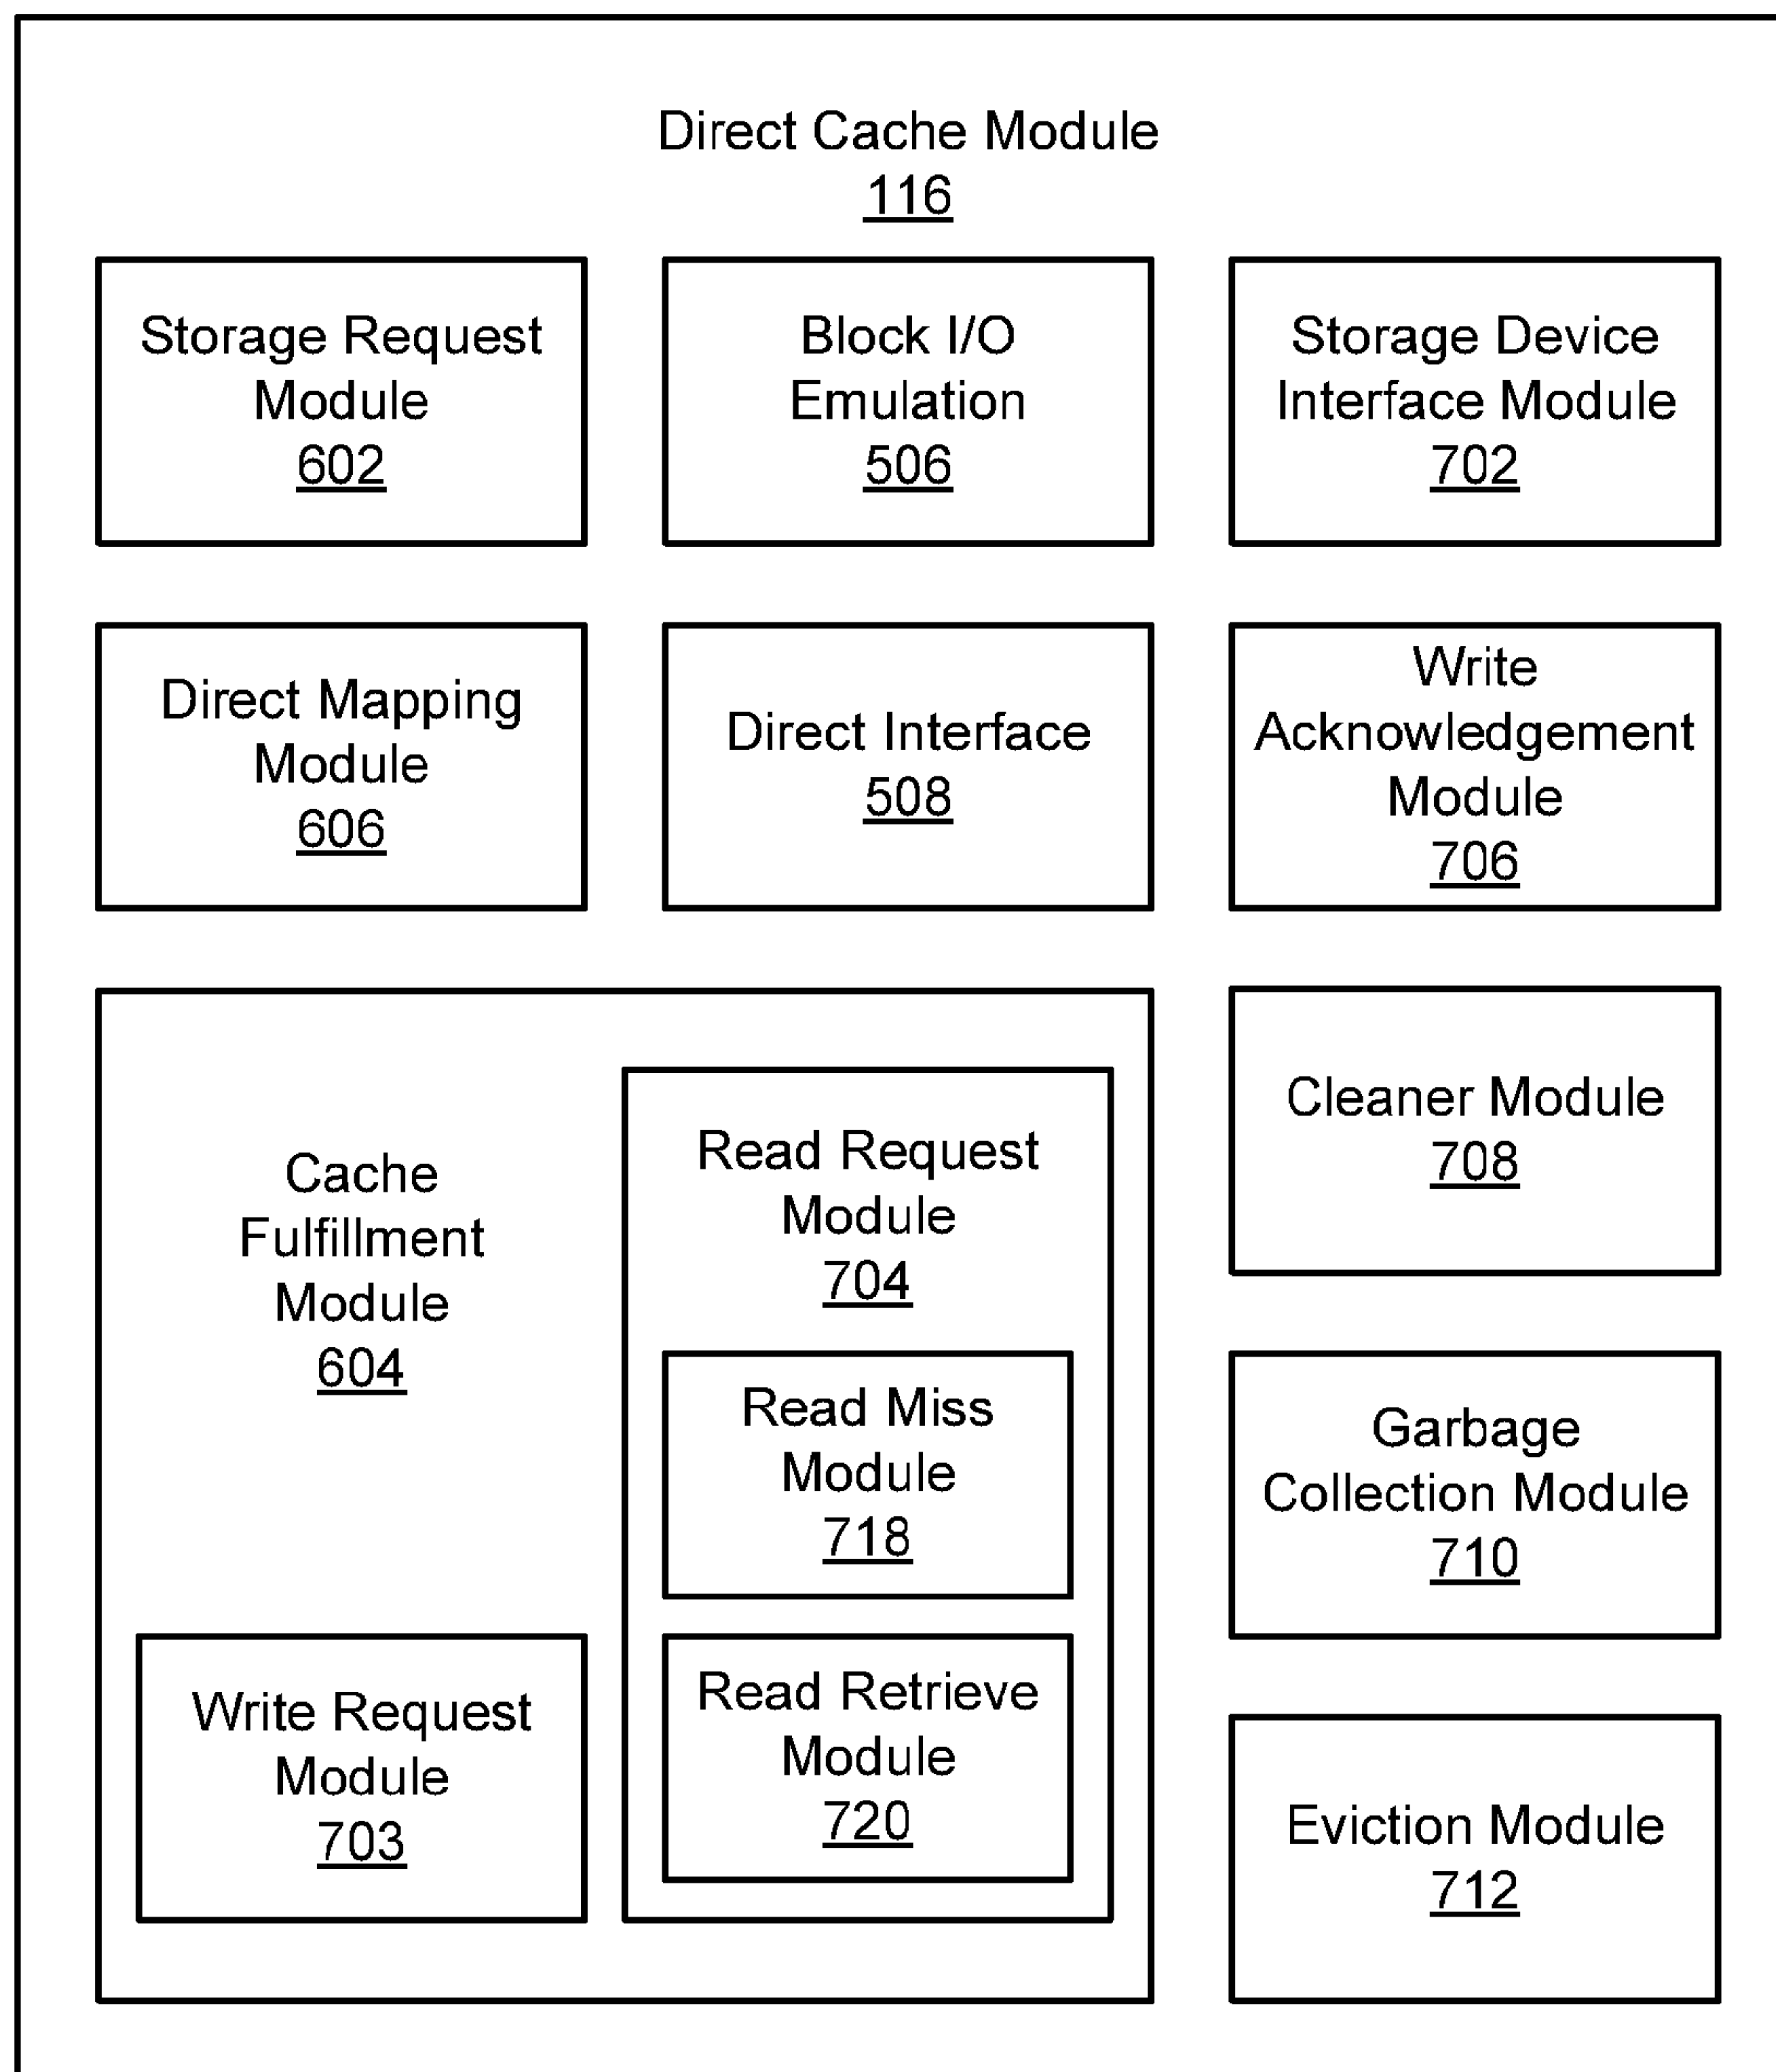 Direct Cache Module
116
Storage Request
Module
602
Block I/O
Emulation
506
Storage Device
Interface Module
702
Direct Mapping
Module
606
Direct Interface
508
Write
Acknowledgement
Module
706
Cache
Fulfillment
Module
604
Read Request
Module
704
Read Miss
Module
718
Read Retrieve
Module
720
Write Request
Module
703
Cleaner Module
708
Garbage
Collection Module
710
Eviction Module
712